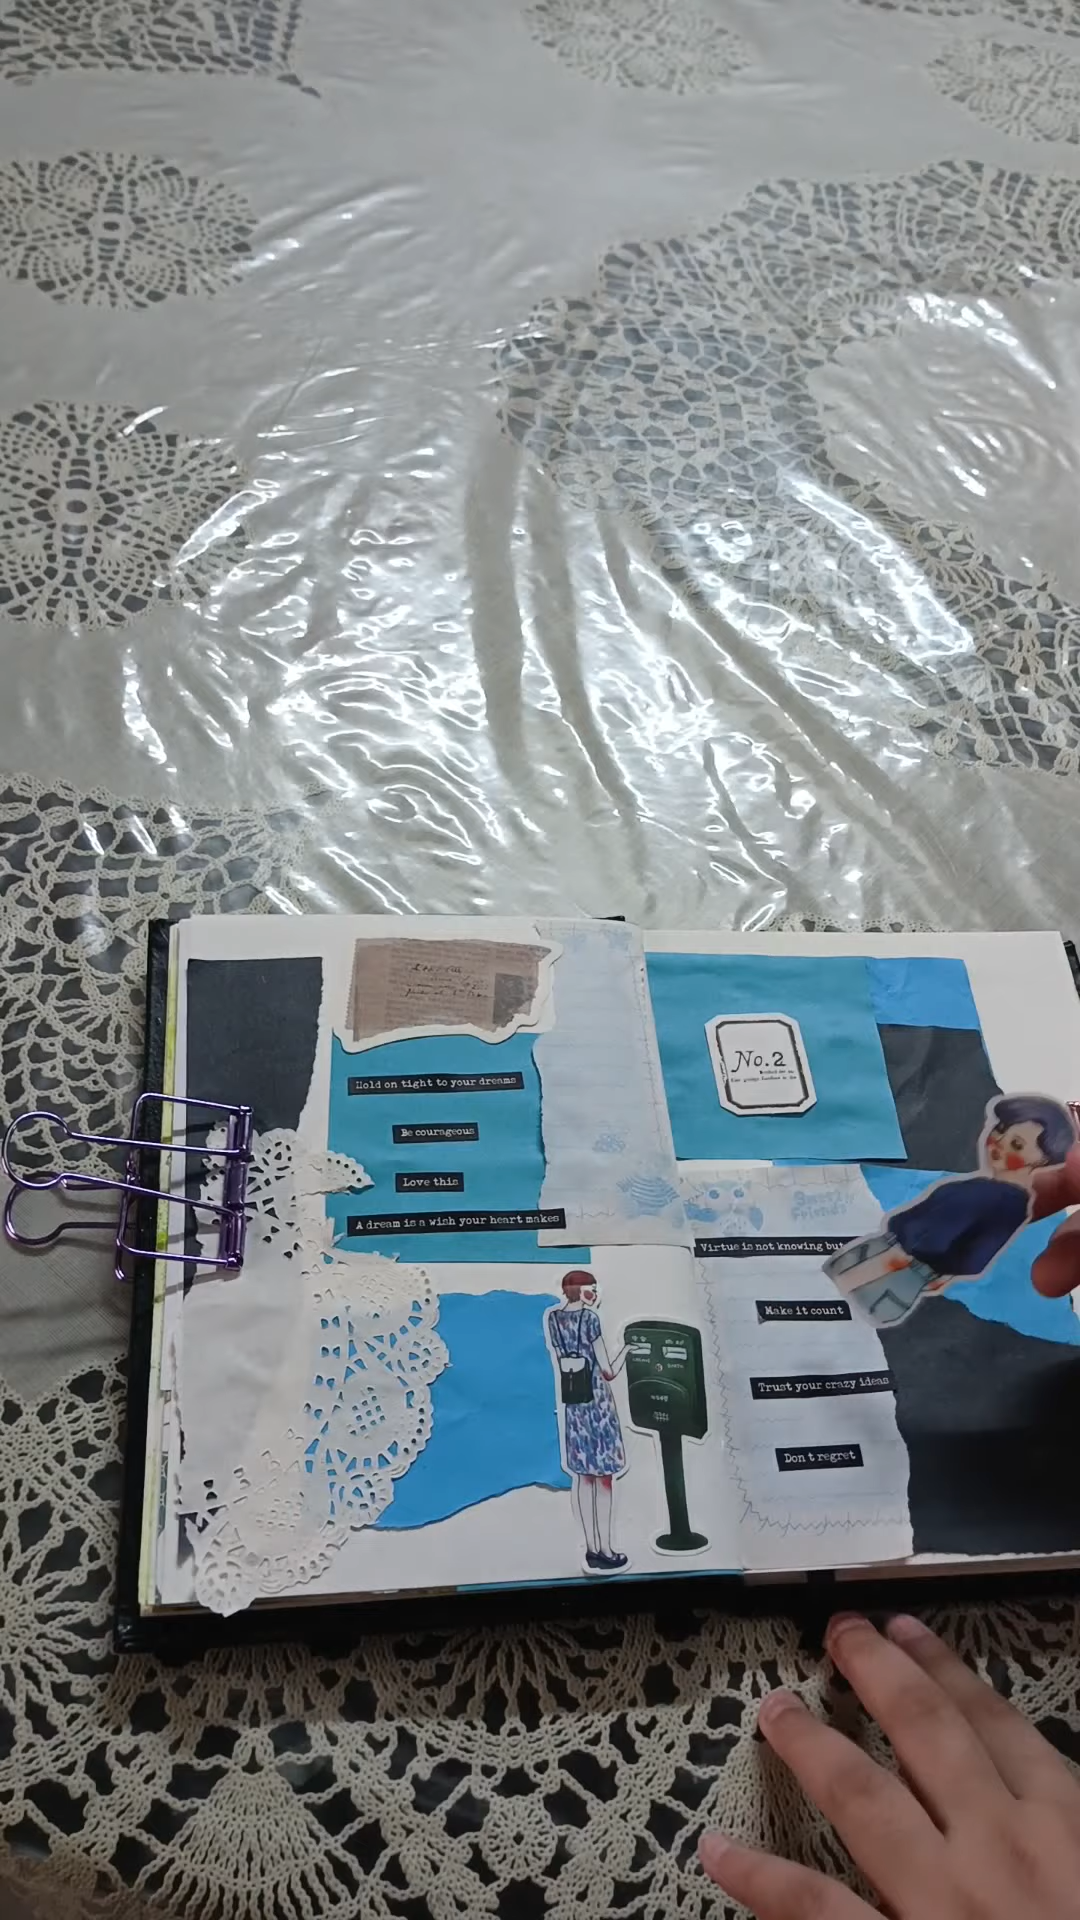 Hold on tight to your dreams
Be courageous
Love this
A dream is a wish your heart makes
No.2
Sweet
Friends
Virtue is not knowing but
Make it count
Trust your crazy ideas
Don t regret